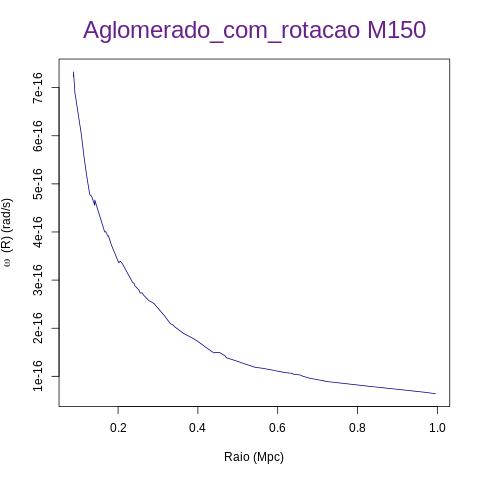 Aglomerado_com_rotacao M150
7e-16
6e-16
5e-16
4e-16
3e-16
2e-16
1e-16
ω (R) (rad/s)
0.2 0.4 0.6 0.8 1.0
Raio (Mpc)